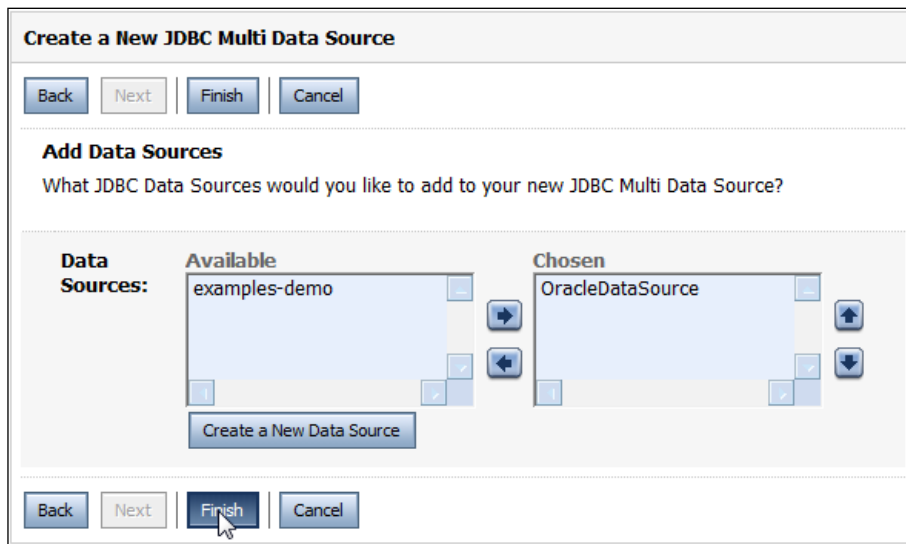 Create a New JDBC Multi Data Source
Back Next Finish Cancel
Add Data Sources
What JDBC Data Sources would you like to add to your new JDBC Multi Data Source?
Data Sources:
Available
examples-demo
Chosen
OracleDataSource
Create a New Data Source
Back Next Finish Cancel